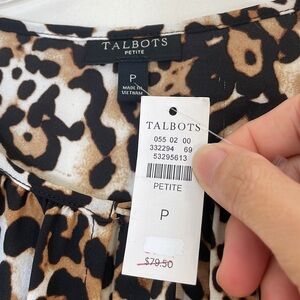 TALBOTS
PETITE
P
MADE IN
VIETNAM
TALBOTS
055 02 00
332294 69
53295613
PETITE
P
$79.50